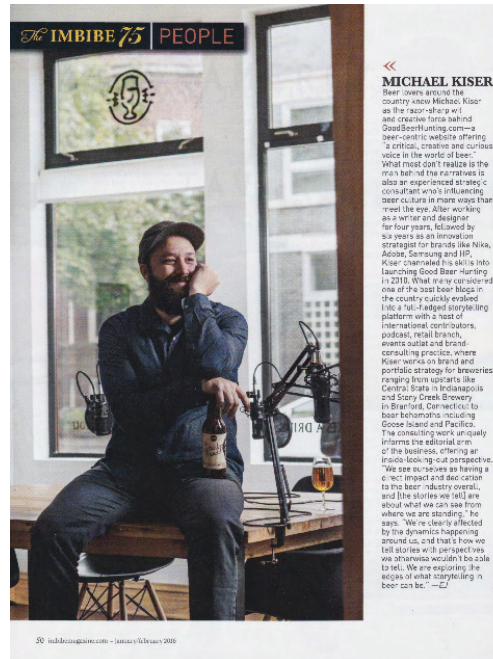 The IMBIBE 75 PEOPLE
«
MICHAEL KISER
Beer lovers around the
country know Michael Kiser
as the razor-sharp wit
and creative force behind
GoodBeerHunting.com—a
beer-centric website offering
"a critical, creative and curious
voice in the world of beer."
What most don't realize is the
man behind the narratives is
also an experienced strategic
consultant who's influencing
beer culture in more ways than
meet the eye. After working
as a writer and designer
for four years, followed by
six years as an innovation
strategist for brands like Nike,
Adobe, Samsung and HP,
Kiser channeled his skills into
launching Good Beer Hunting
in 2010. What many considered
one of the best beer blogs in
the country quickly evolved
into a full-fledged storytelling
platform with a host of
international contributors,
podcast, retail branch,
events outlet and brand-
consulting practice, where
Kiser works on brand and
portfolio strategy for breweries
ranging from upstarts like
Central State in Indianapolis
and Stony Creek Brewery
in Branford, Connecticut to
beer behemoths including
Goose Island and Pacifico.
The consulting work uniquely
informs the editorial arm
of the business, offering an
inside-looking-out perspective.
"We see ourselves as having a
direct impact and dedication
to the beer industry overall,
and [the stories we tell] are
about what we can see from
where we are standing," he
says. "We're clearly affected
by the dynamics happening
around us, and that's how we
tell stories with perspectives
we otherwise wouldn't be able
to tell. We are exploring the
edges of what storytelling in
beer can be." —EJ
50 imbibemagazine.com – January/February 2016